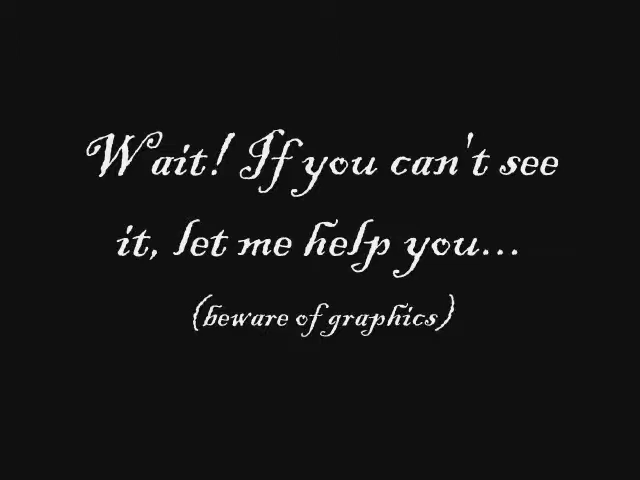 Wait! If you can't see
it, let me help you...
(beware of graphics)